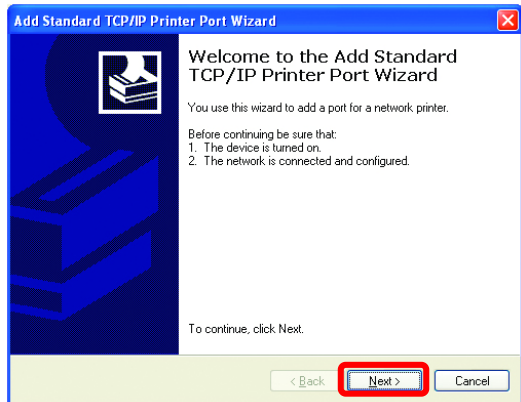 Add Standard TCP/IP Printer Port Wizard
Welcome to the Add Standard
TCP/IP Printer Port Wizard
You use this wizard to add a port for a network printer.
Before continuing be sure that:
1. The device is turned on.
2. The network is connected and configured.
To continue, click Next.
< Back
Next >
Cancel